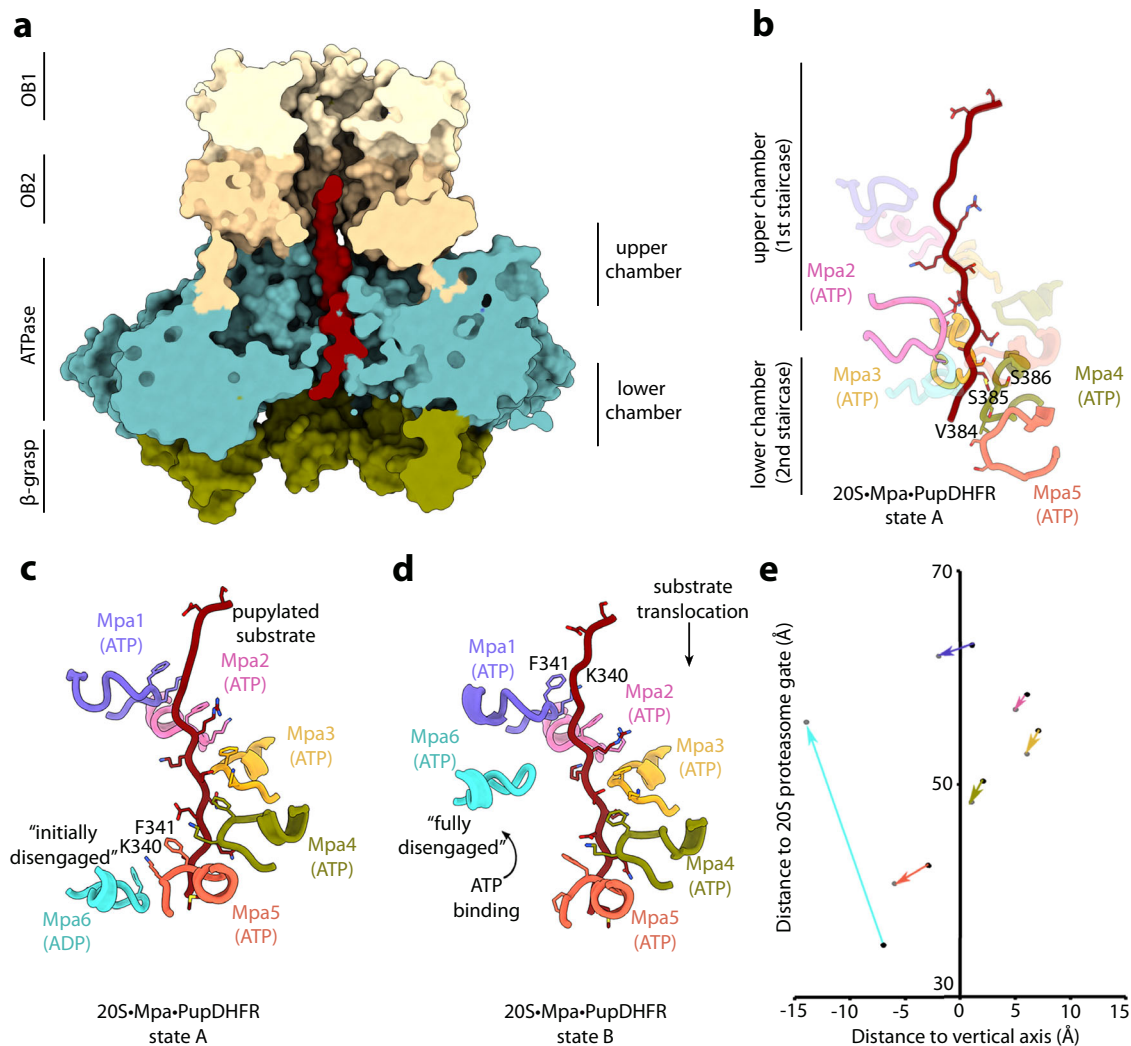 a
OB1
OB2
ATPase
β-grasp
upper
chamber
lower
chamber
b
upper chamber
(1st staircase)
lower chamber
(2nd staircase)
Mpa2
(ATP)
Mpa3
(ATP)
S386
S385
V384
Mpa4
(ATP)
20S•Mpa•PupDHFR
state A
Mpa5
(ATP)
c
Mpa1
(ATP)
pupylated
substrate
Mpa2
(ATP)
Mpa3
(ATP)
F341
K340
"initially
disengaged"
Mpa4
(ATP)
Mpa6
(ADP)
Mpa5
(ATP)
20S•Mpa•PupDHFR
state A
d
substrate
translocation
Mpa1
(ATP)
F341
K340
Mpa2
(ATP)
Mpa6
(ATP)
Mpa3
(ATP)
"fully
disengaged"
ATP
binding
Mpa4
(ATP)
Mpa5
(ATP)
20S•Mpa•PupDHFR
state B
e
Distance to 20S proteasome gate (Å)
70
50
30
-15 -10 -5 0 5 10 15
Distance to vertical axis (Å)